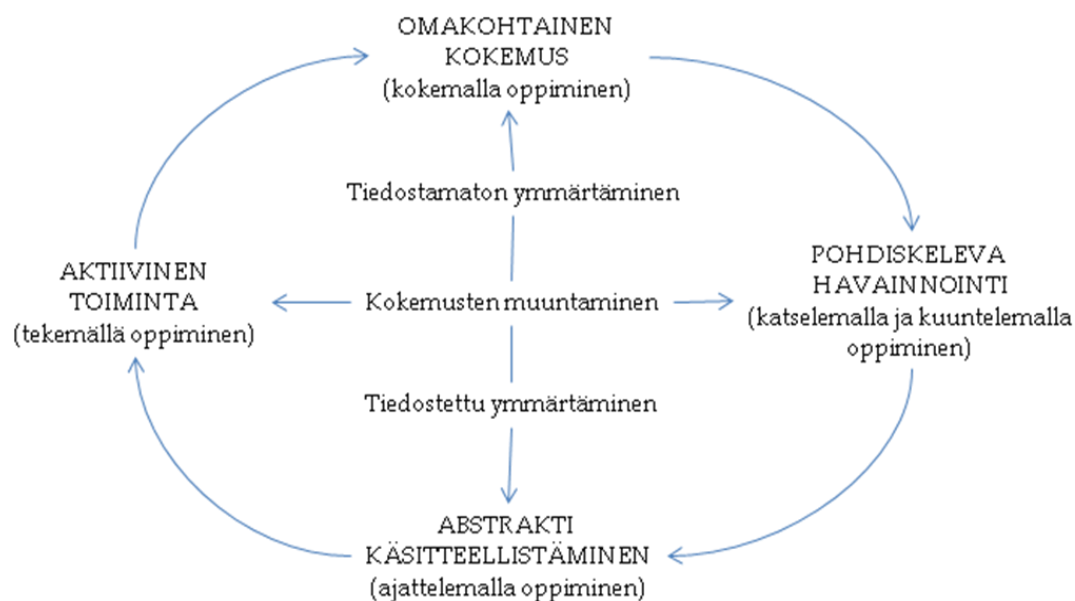 OMAKOHTAINEN
KOKEMUS
(kokemalla oppiminen)
Tiedostamaton ymmärtäminen
AKTIIVINEN
TOIMINTA
(tekemällä oppiminen)
Kokemusten muuntaminen
POHDISKELEVA
HAVAINNOINTI
(katselemalla ja kuuntelemalla
oppiminen)
Tiedostettu ymmärtäminen
ABSTRAKTI
KÄSITTEELLISTÄMINEN
(ajattelemalla oppiminen)